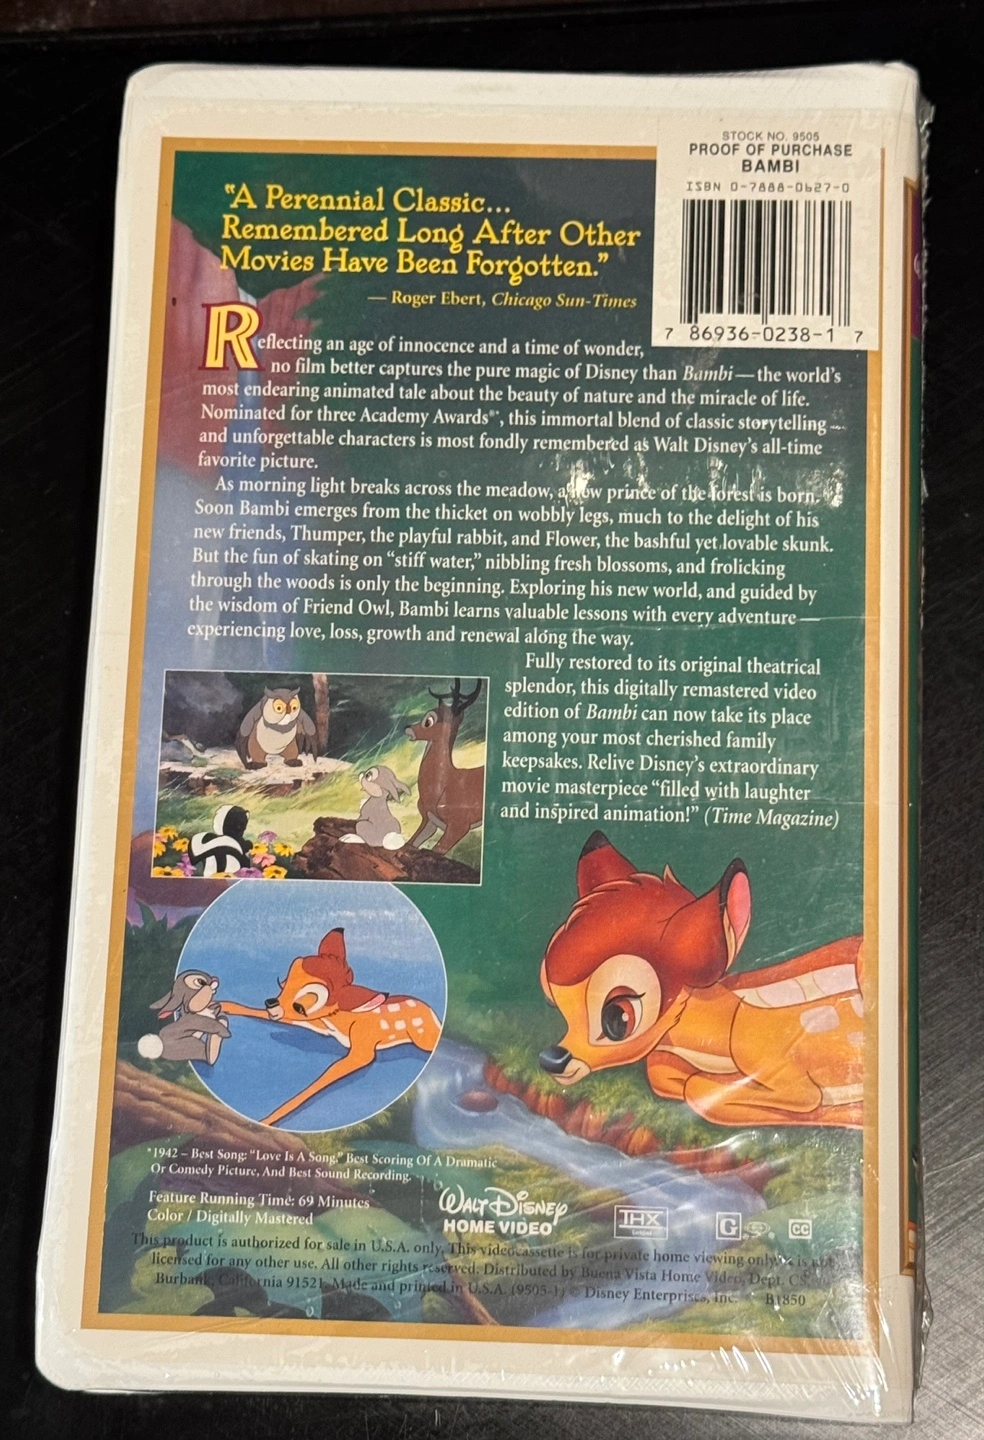 STOCK NO. 9505
PROOF OF PURCHASE
BAMBI
ISBN 0-7888-0627-0
7 86936-0238-1 7
"A Perennial Classic...
Remembered Long After Other
Movies Have Been Forgotten."
— Roger Ebert, Chicago Sun-Times
Reflecting an age of innocence and a time of wonder,
no film better captures the pure magic of Disney than Bambi — the world's
most endearing animated tale about the beauty of nature and the miracle of life.
Nominated for three Academy Awards®*, this immortal blend of classic storytelling
and unforgettable characters is most fondly remembered as Walt Disney's all-time
favorite picture.
As morning light breaks across the meadow, a new prince of the forest is born.
Soon Bambi emerges from the thicket on wobbly legs, much to the delight of his
new friends, Thumper, the playful rabbit, and Flower, the bashful yet lovable skunk.
But the fun of skating on "stiff water," nibbling fresh blossoms, and frolicking
through the woods is only the beginning. Exploring his new world, and guided by
the wisdom of Friend Owl, Bambi learns valuable lessons with every adventure —
experiencing love, loss, growth and renewal along the way.
Fully restored to its original theatrical
splendor, this digitally remastered video
edition of Bambi can now take its place
among your most cherished family
keepsakes. Relive Disney's extraordinary
movie masterpiece "filled with laughter
and inspired animation!" (Time Magazine)
*1942 – Best Song: "Love Is A Song," Best Scoring Of A Dramatic
Or Comedy Picture, And Best Sound Recording.
Feature Running Time: 69 Minutes
Color / Digitally Mastered
WALT DISNEY
HOME VIDEO
THX
G
CC
This product is authorized for sale in U.S.A. only. This videocassette is for private home viewing only is not
licensed for any other use. All other rights reserved. Distributed by Buena Vista Home Video, Dept. CS,
Burbank, California 91521. Made and printed in U.S.A. (9505-1) © Disney Enterprises, Inc. B1850